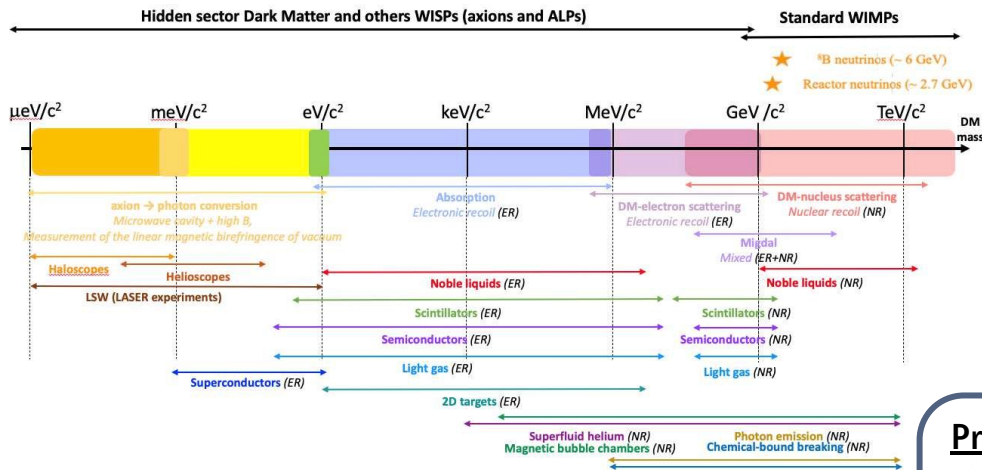 Hidden sector Dark Matter and others WISPs (axions and ALPs)
Standard WIMPs
⁸B neutrinos (~ 6 GeV)
Reactor neutrinos (~ 2.7 GeV)
μeV/c² meV/c² eV/c² keV/c² MeV/c² GeV /c² TeV/c²
DM
mass
axion → photon conversion
Microwave cavity + high B,
Measurement of the linear magnetic birefringence of vacuum
Absorption
Electronic recoil (ER)
DM-electron scattering
Electronic recoil (ER)
DM-nucleus scattering
Nuclear recoil (NR)
Migdal
Mixed (ER+NR)
Haloscopes
Helioscopes
LSW (LASER experiments)
Noble liquids (ER)
Noble liquids (NR)
Scintillators (ER)
Scintillators (NR)
Semiconductors (ER)
Semiconductors (NR)
Light gas (ER)
Light gas (NR)
Superconductors (ER)
2D targets (ER)
Superfluid helium (NR)
Photon emission (NR)
Magnetic bubble chambers (NR)
Chemical-bound breaking (NR)
Pr